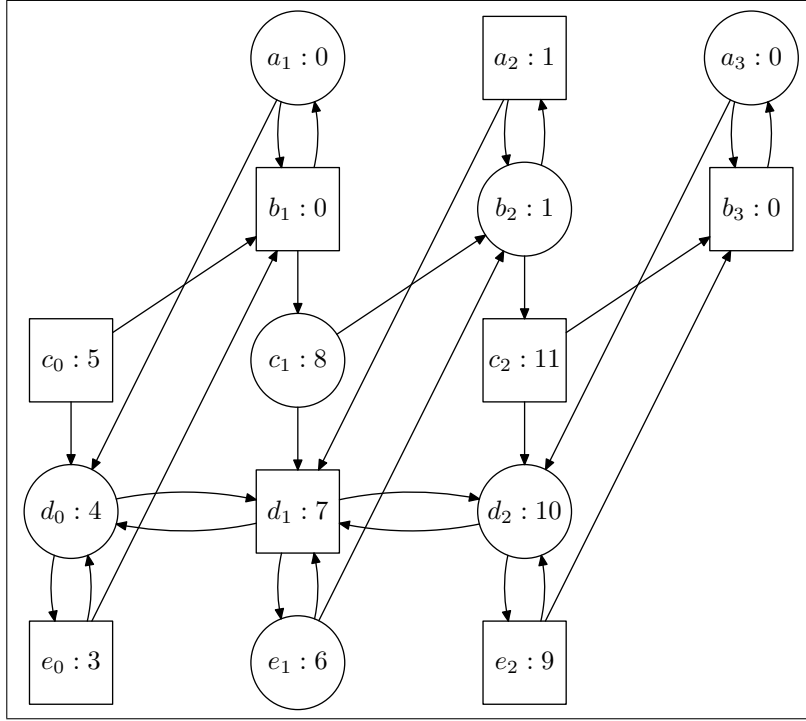 a₁ : 0 a₂ : 1 a₃ : 0
b₁ : 0 b₂ : 1 b₃ : 0
c₀ : 5 c₁ : 8 c₂ : 11
d₀ : 4 d₁ : 7 d₂ : 10
e₀ : 3 e₁ : 6 e₂ : 9